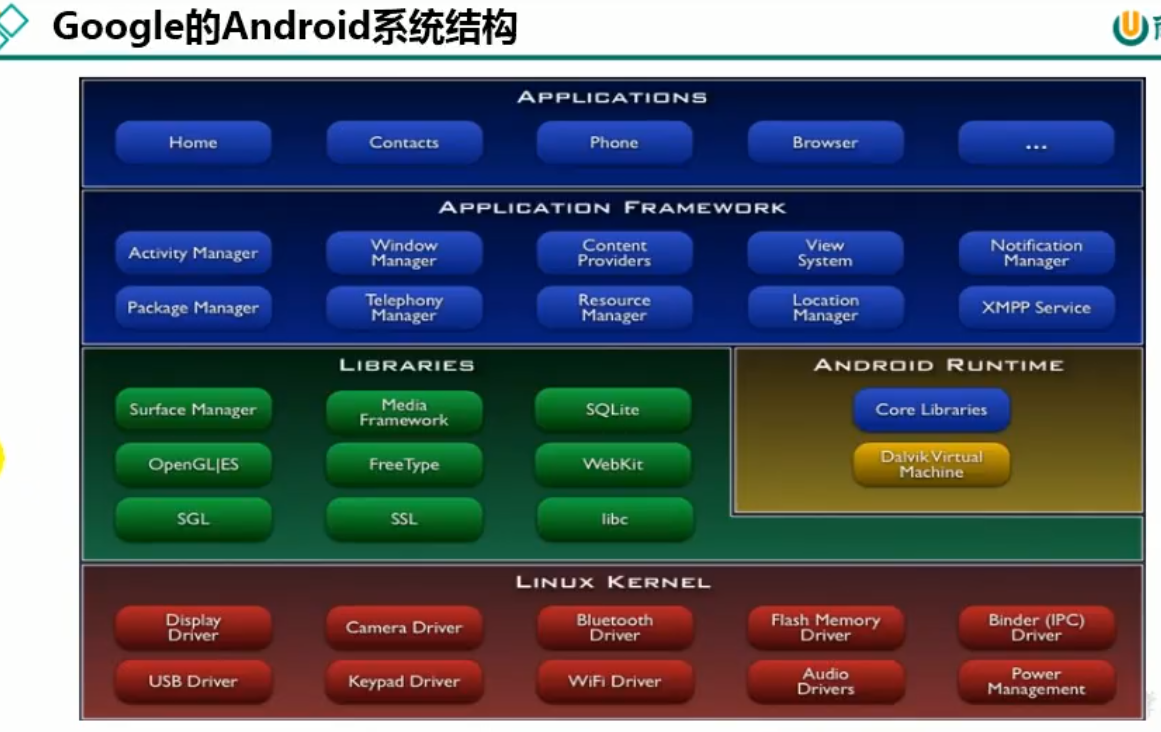 Google的Android系统结构
APPLICATIONS
Home
Contacts
Phone
Browser
...
APPLICATION FRAMEWORK
Activity Manager
Window
Manager
Content
Providers
View
System
Notification
Manager
Package Manager
Telephony
Manager
Resource
Manager
Location
Manager
XMPP Service
LIBRARIES
Surface Manager
Media
Framework
SQLite
OpenGL|ES
FreeType
WebKit
SGL
SSL
libc
ANDROID RUNTIME
Core Libraries
Dalvik Virtual
Machine
LINUX KERNEL
Display
Driver
Camera Driver
Bluetooth
Driver
Flash Memory
Driver
Binder (IPC)
Driver
USB Driver
Keypad Driver
WiFi Driver
Audio
Drivers
Power
Management